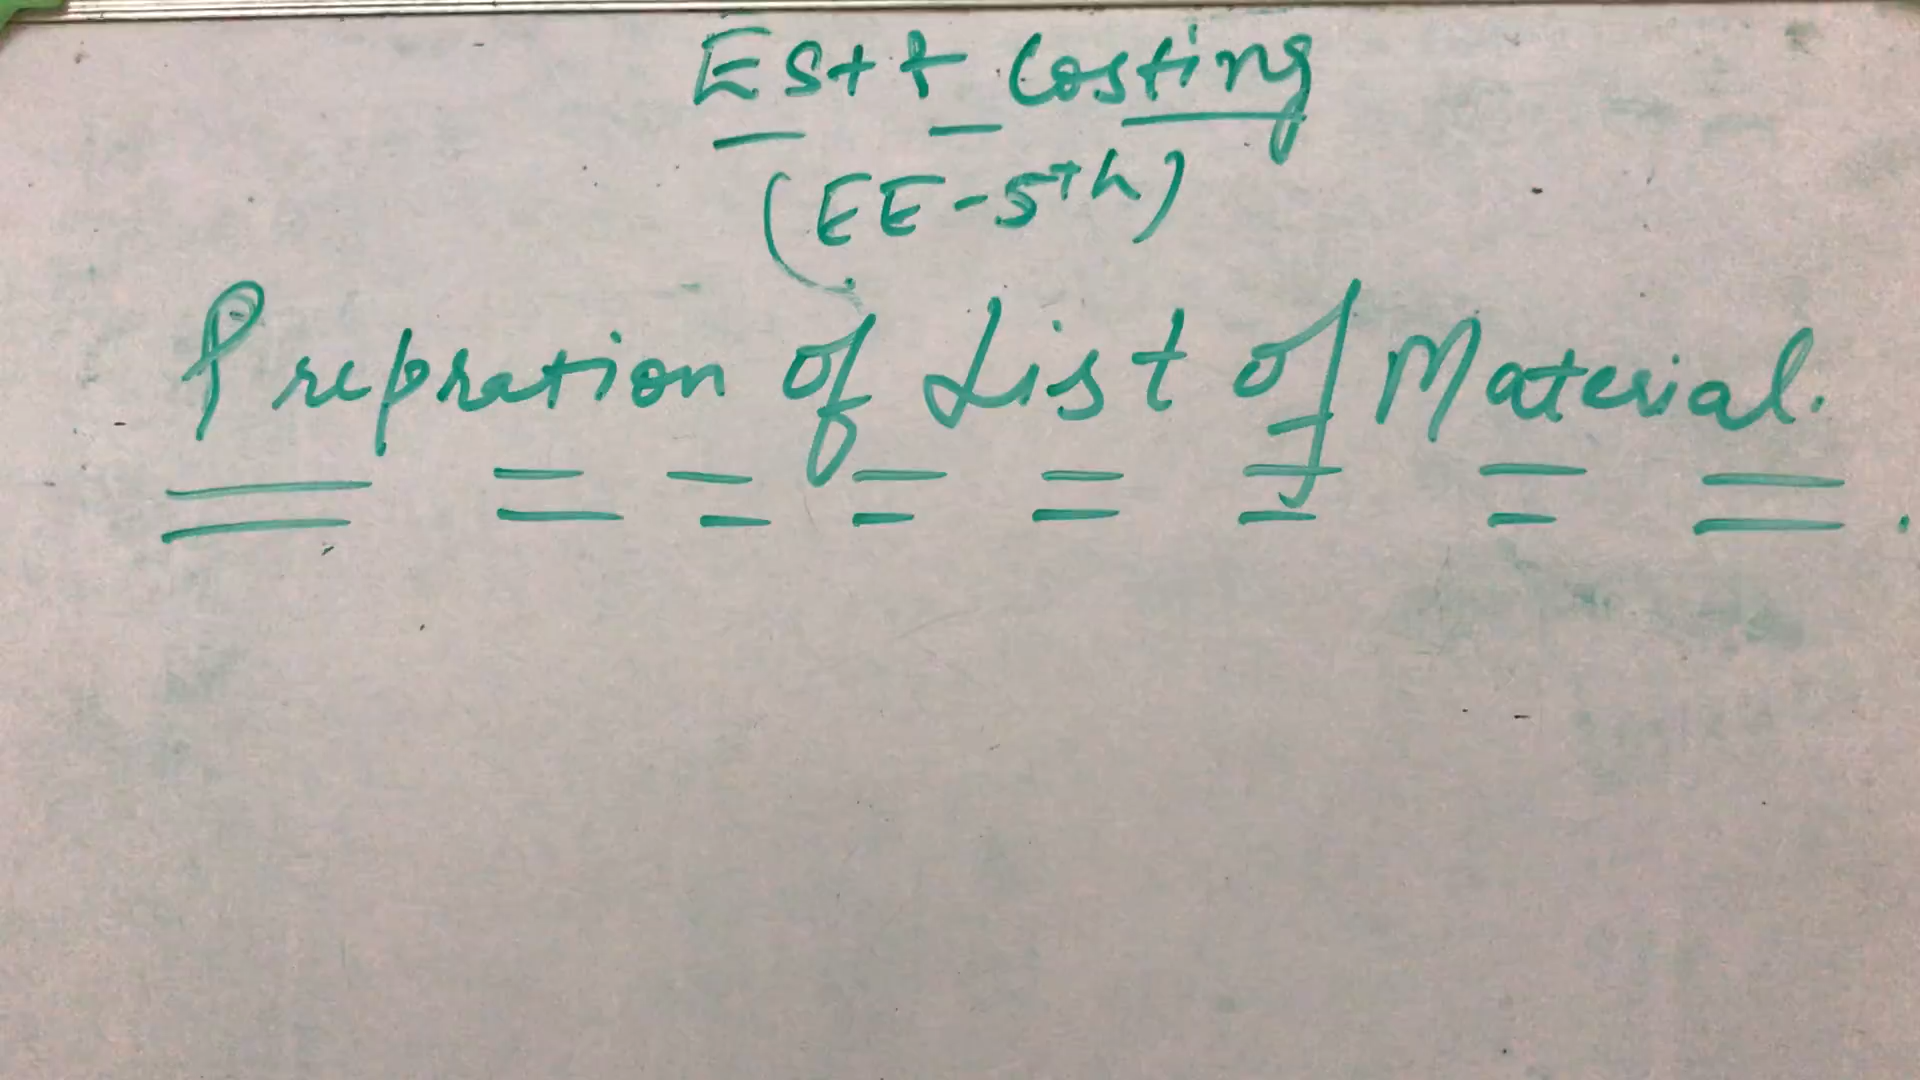 Est + Costing
(EE-5th)
Prepration of List of Material.